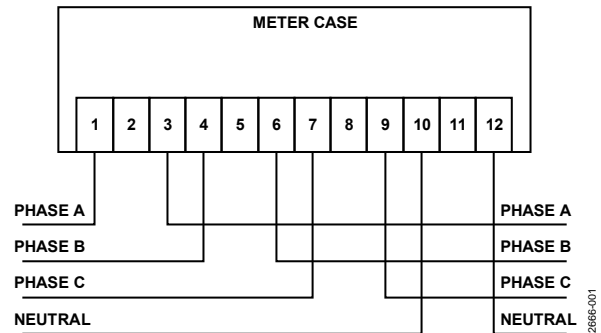 METER CASE
1 2 3 4 5 6 7 8 9 10 11 12
PHASE A PHASE A
PHASE B PHASE B
PHASE C PHASE C
NEUTRAL NEUTRAL
2666-001